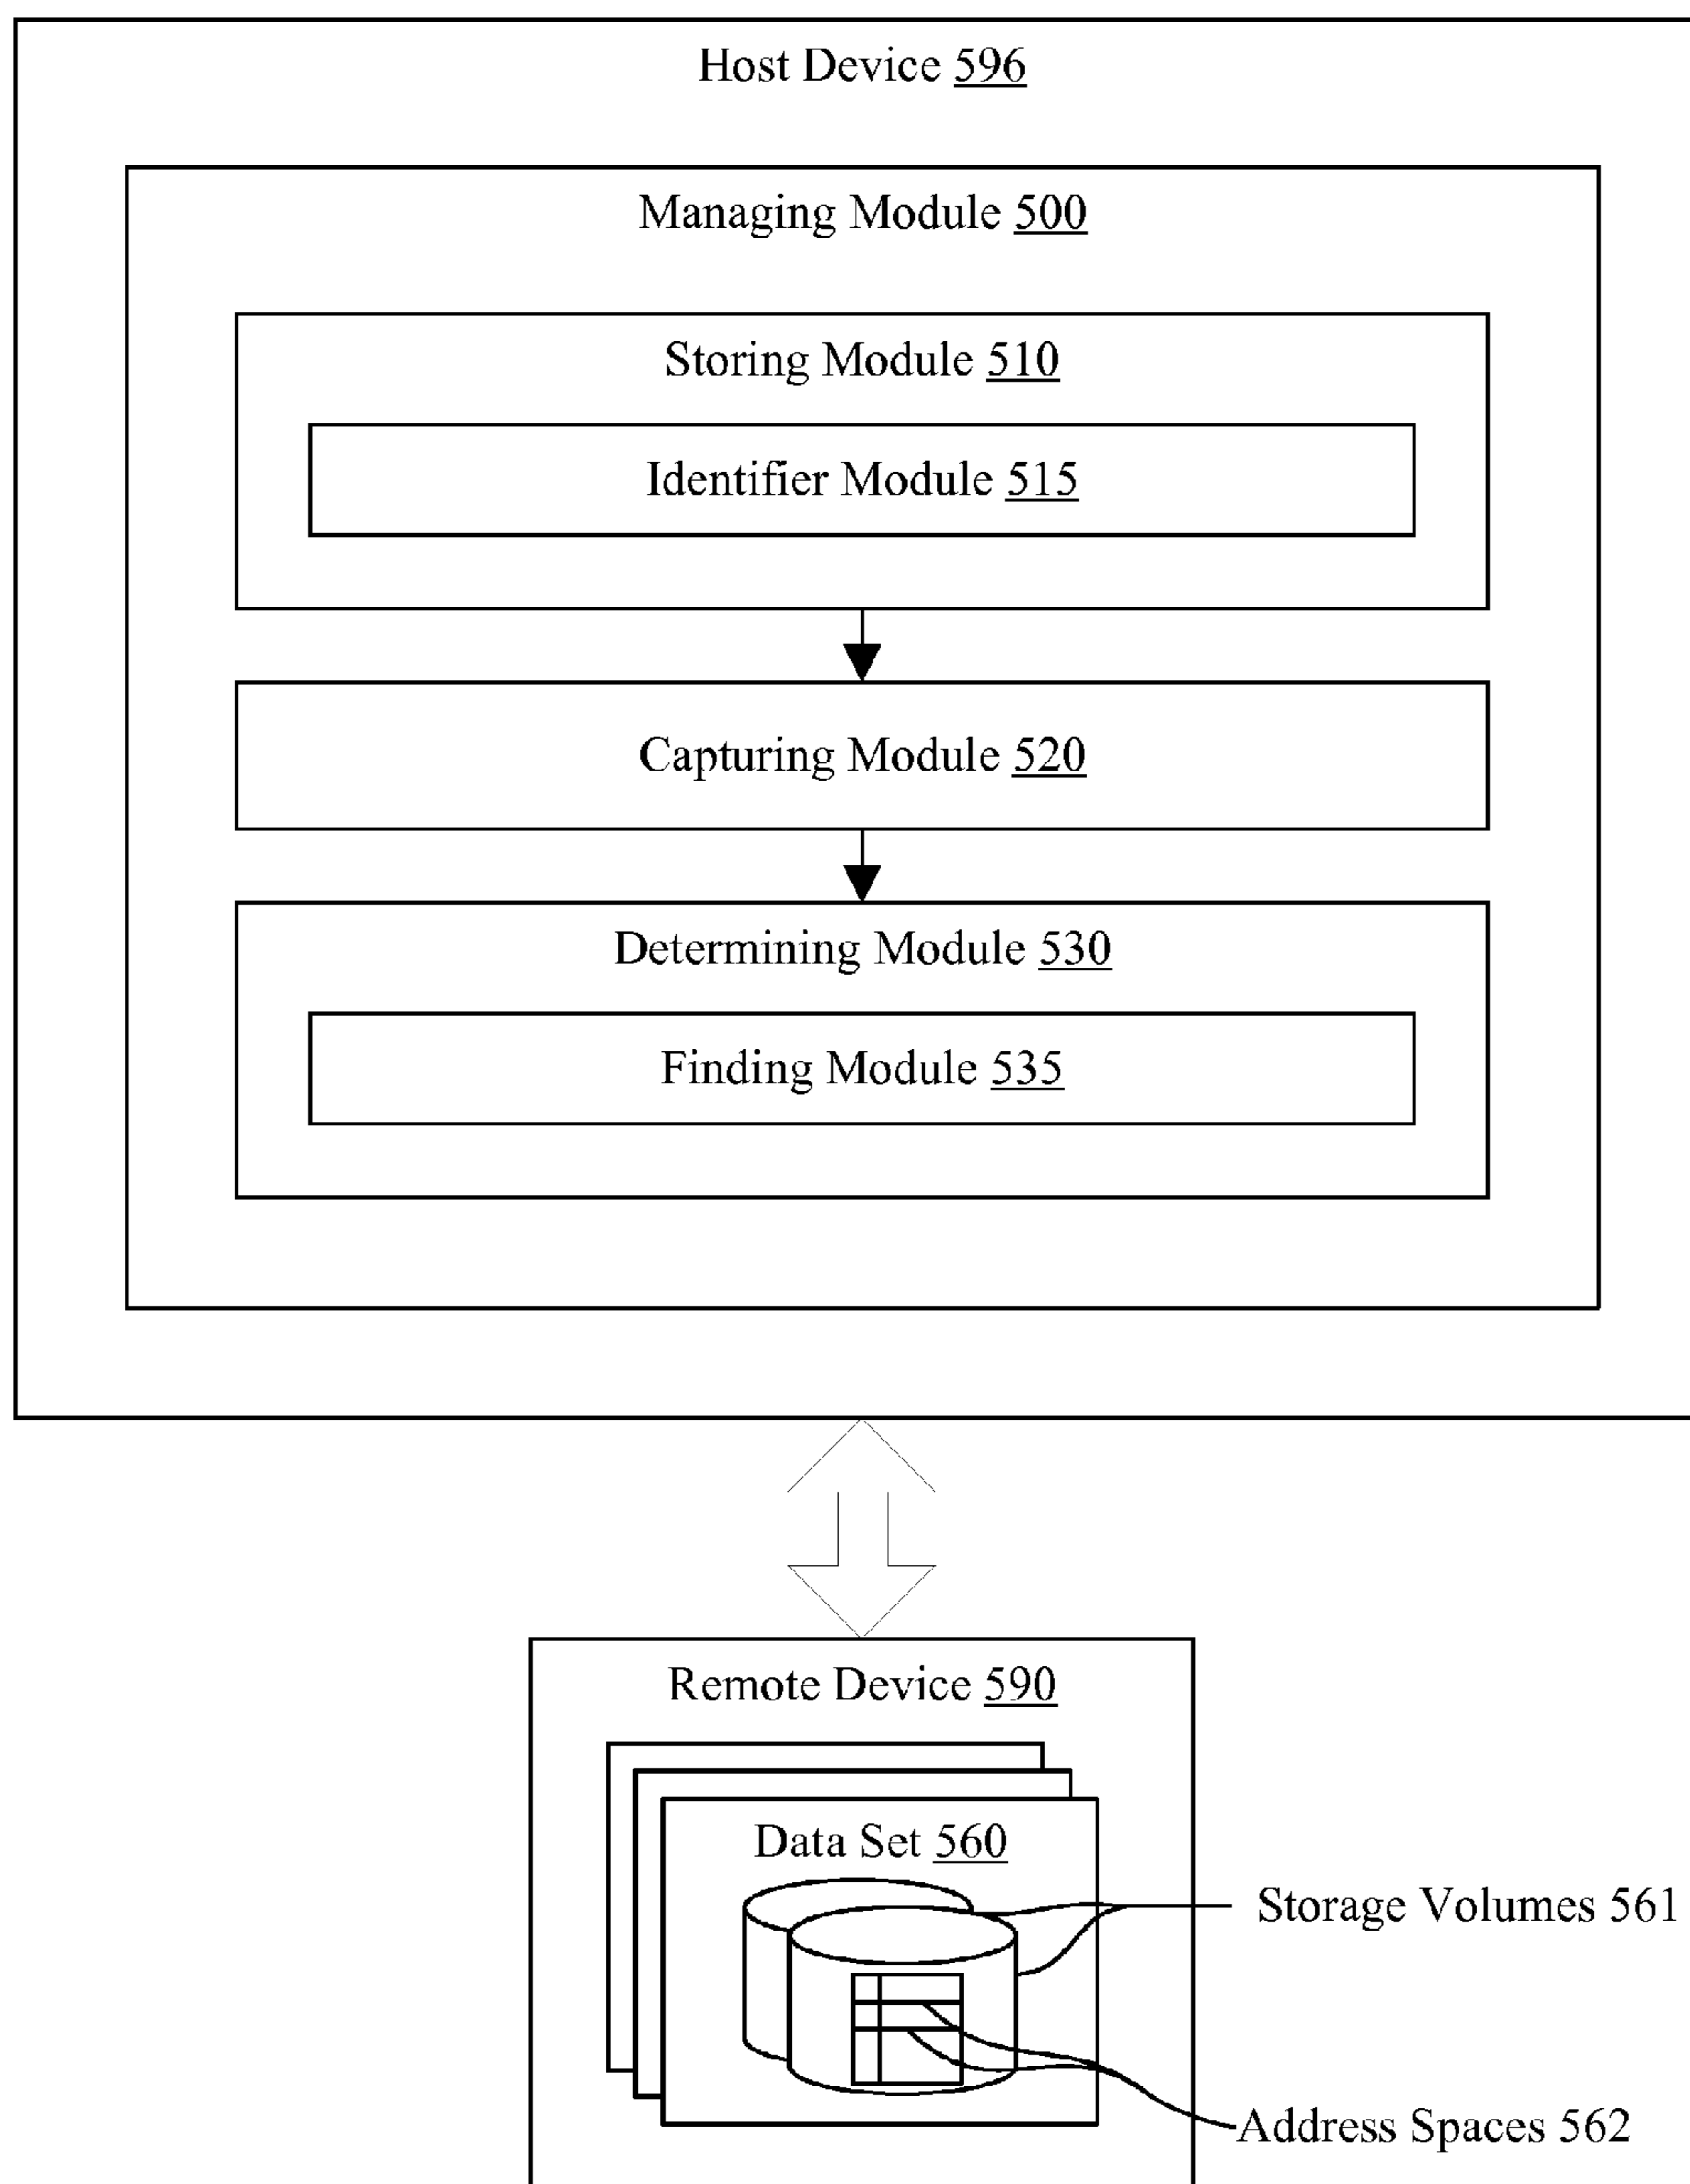 Host Device 596
Managing Module 500
Storing Module 510
Identifier Module 515
Capturing Module 520
Determining Module 530
Finding Module 535
Remote Device 590
Data Set 560
Storage Volumes 561
Address Spaces 562